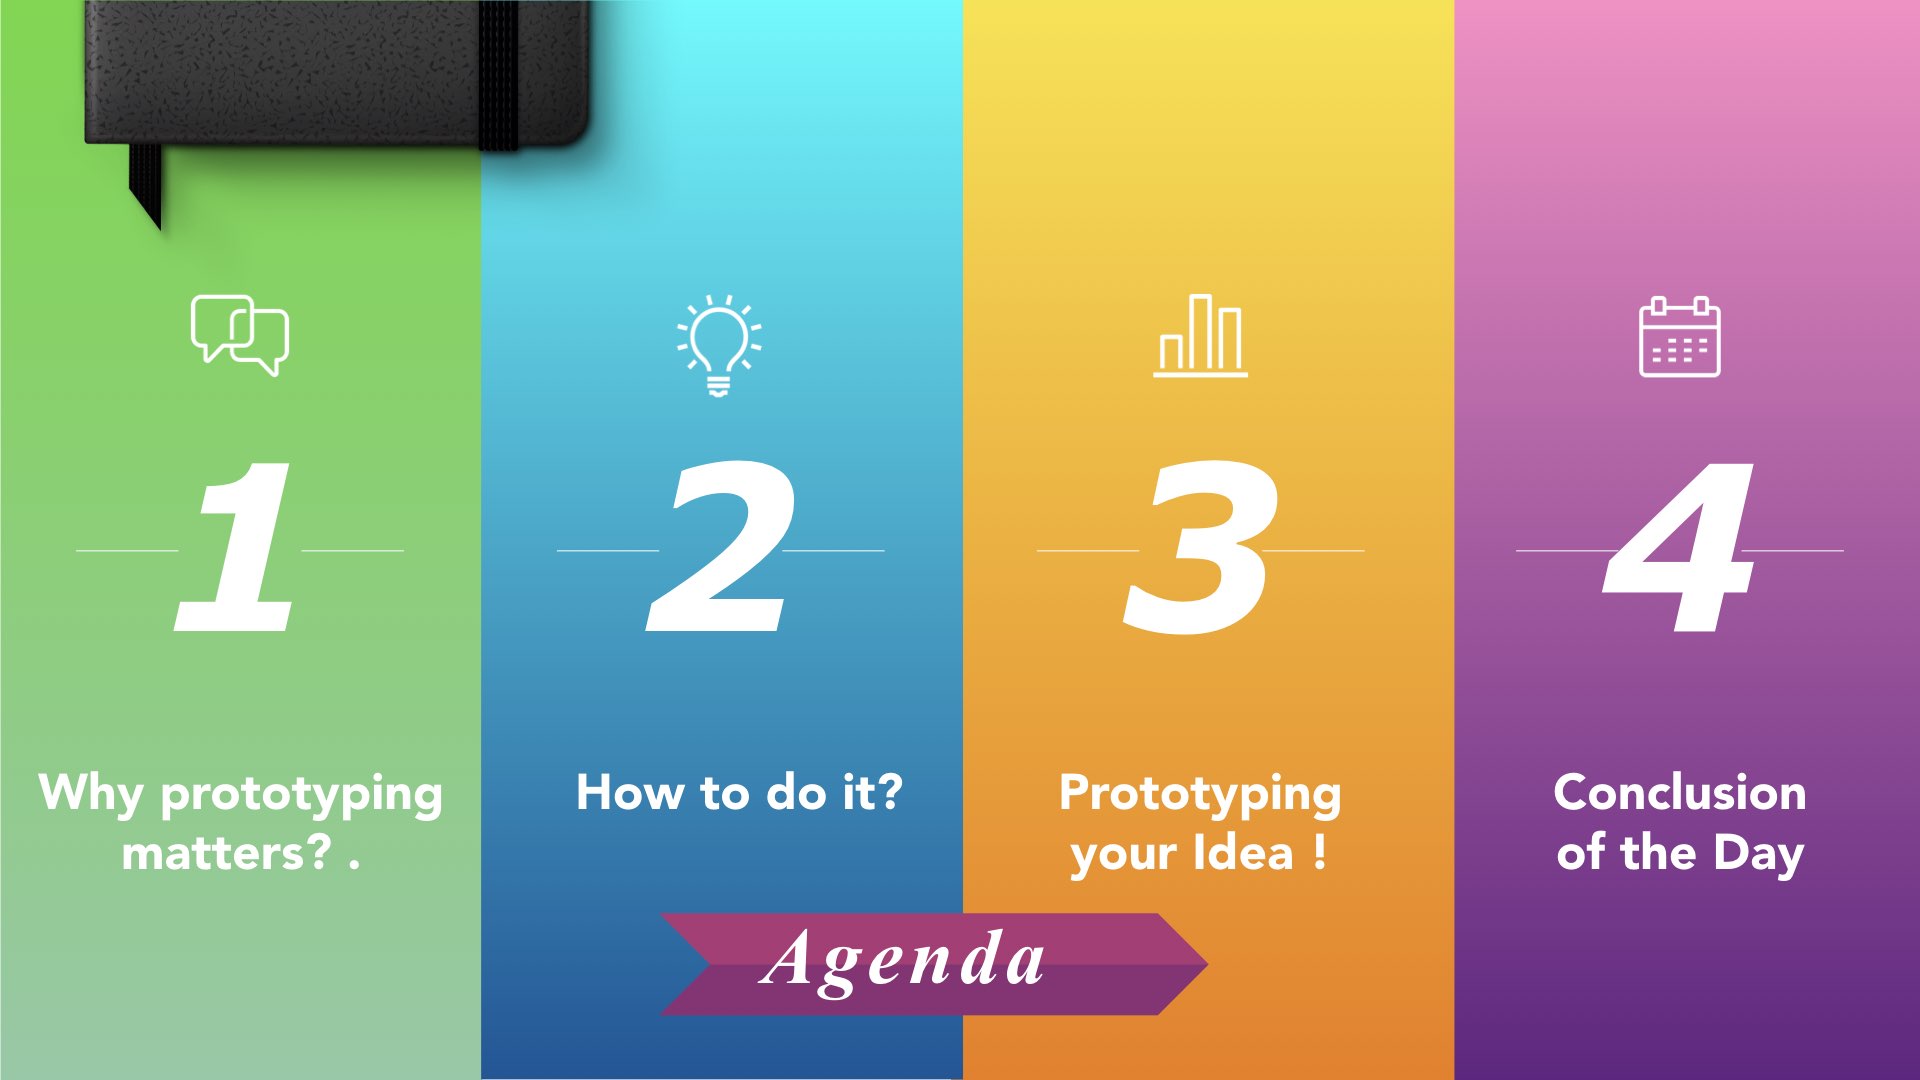 1
Why prototyping
matters? .
2
How to do it?
3
Prototyping
your Idea !
4
Conclusion
of the Day
Agenda